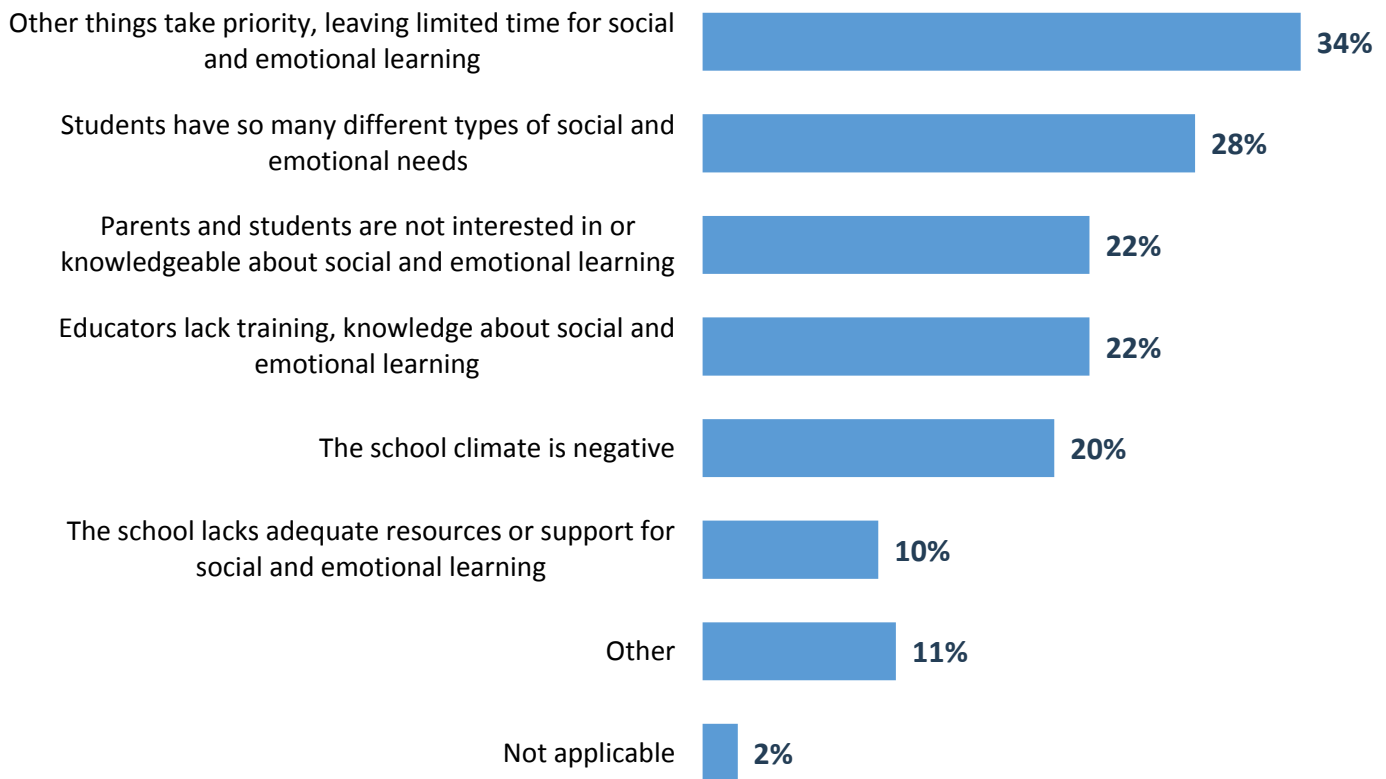 Other things take priority, leaving limited time for social
and emotional learning
34%
Students have so many different types of social and
emotional needs
28%
Parents and students are not interested in or
knowledgeable about social and emotional learning
22%
Educators lack training, knowledge about social and
emotional learning
22%
The school climate is negative
20%
The school lacks adequate resources or support for
social and emotional learning
10%
Other
11%
Not applicable
2%